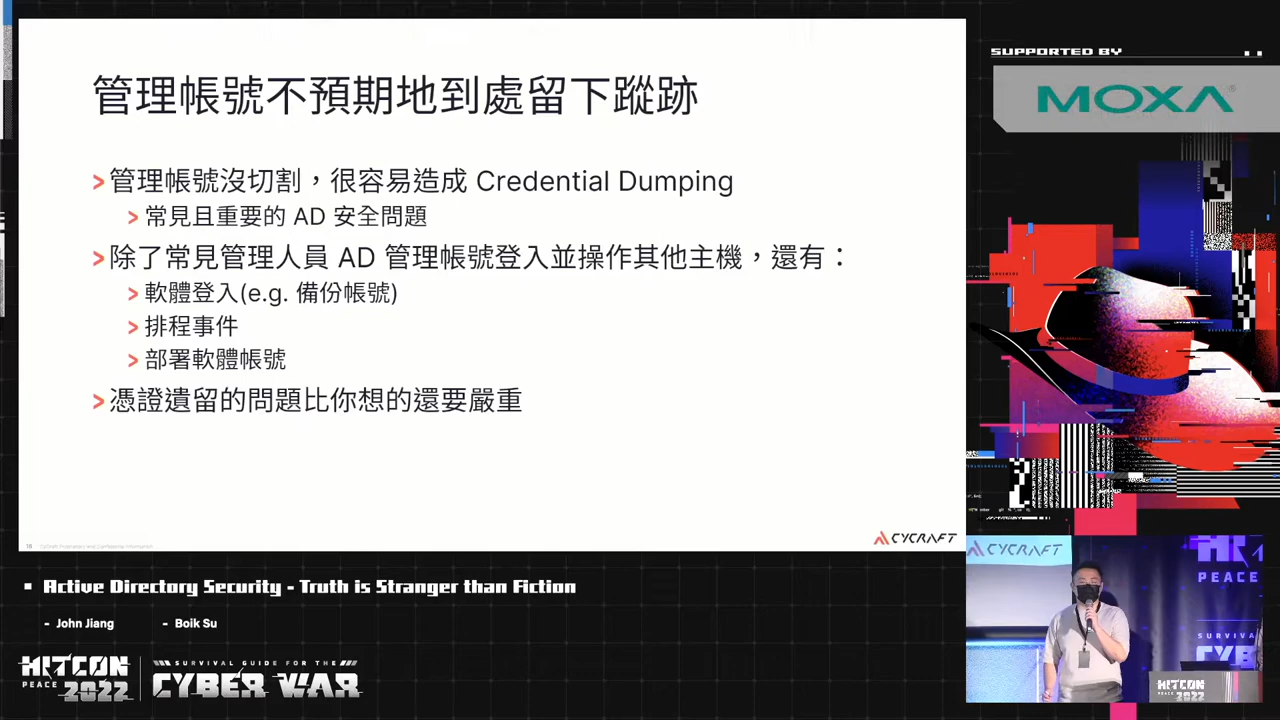 管理帳號不預期地到處留下蹤跡
管理帳號沒切割，很容易造成 Credential Dumping
常見且重要的 AD 安全問題
除了常見管理人員 AD 管理帳號登入並操作其他主機，還有：
軟體登入(e.g. 備份帳號)
排程事件
部署軟體帳號
憑證遺留的問題比你想的還要嚴重
CYCRAFT
SUPPORTED BY
MOXA
Active Directory Security - Truth is Stranger than Fiction
- John Jiang - Boik Su
HITCON
PEACE 2022
SURVIVAL GUIDE FOR THE
CYBER WAR
CYCRAFT
PEACE
SURVIVA
CYB
HITCON
PEACE 2022